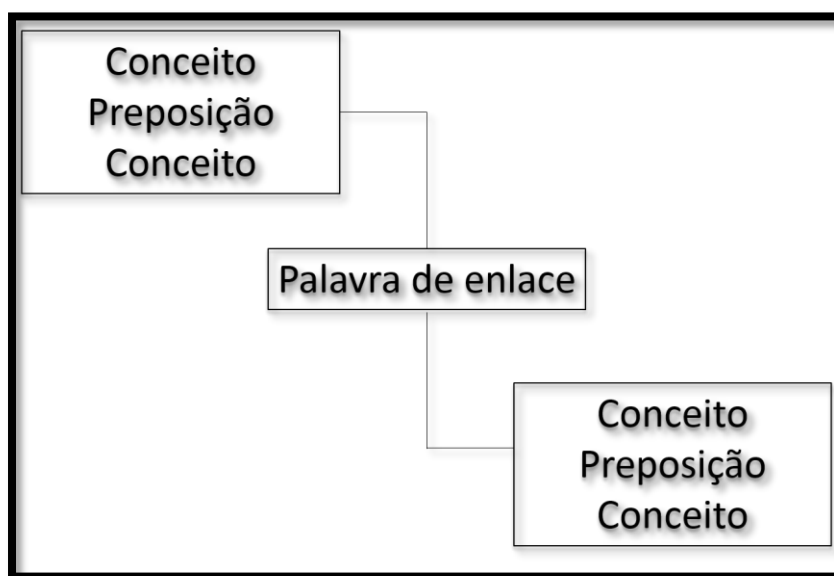 Conceito
Preposição
Conceito
Palavra de enlace
Conceito
Preposição
Conceito